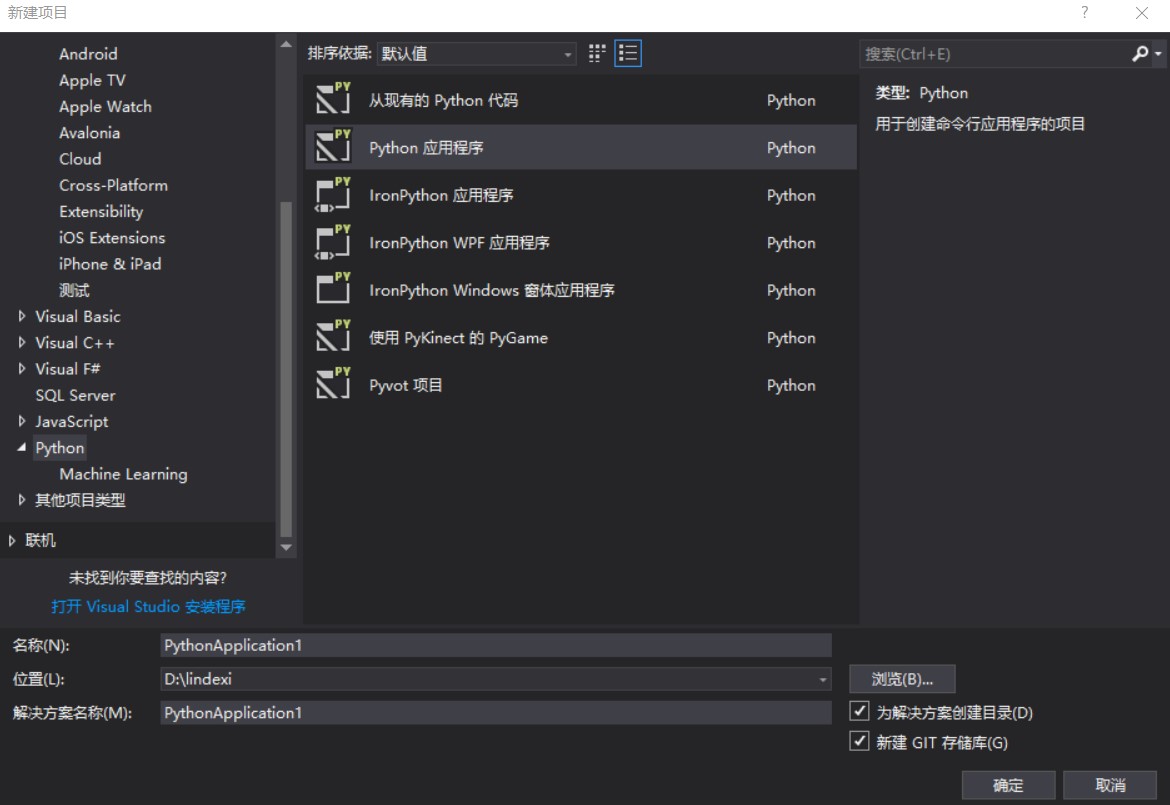 新建项目
?
Android
Apple TV
Apple Watch
Avalonia
Cloud
Cross-Platform
Extensibility
iOS Extensions
iPhone & iPad
测试
Visual Basic
Visual C++
Visual F#
SQL Server
JavaScript
Python
Machine Learning
其他项目类型
联机
未找到你要查找的内容?
打开 Visual Studio 安装程序
排序依据: 默认值
PY 从现有的 Python 代码 Python
PY Python 应用程序 Python
PY IronPython 应用程序 Python
PY IronPython WPF 应用程序 Python
PY IronPython Windows 窗体应用程序 Python
PY 使用 PyKinect 的 PyGame Python
PY Pyvot 项目 Python
搜索(Ctrl+E)
类型: Python
用于创建命令行应用程序的项目
名称(N): PythonApplication1
位置(L): D:\lindexi 浏览(B)...
解决方案名称(M): PythonApplication1 为解决方案创建目录(D)
新建 GIT 存储库(G)
确定 取消